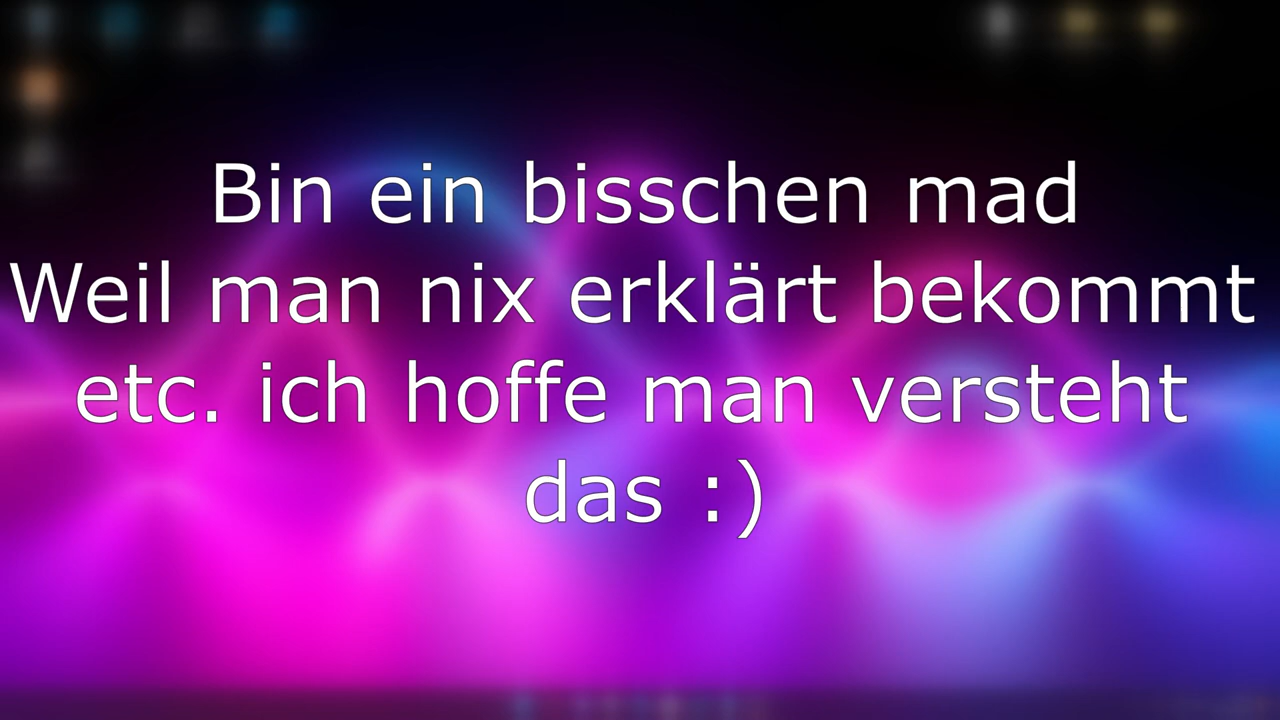 Bin ein bisschen mad
Weil man nix erklärt bekommt
etc. ich hoffe man versteht
das :)